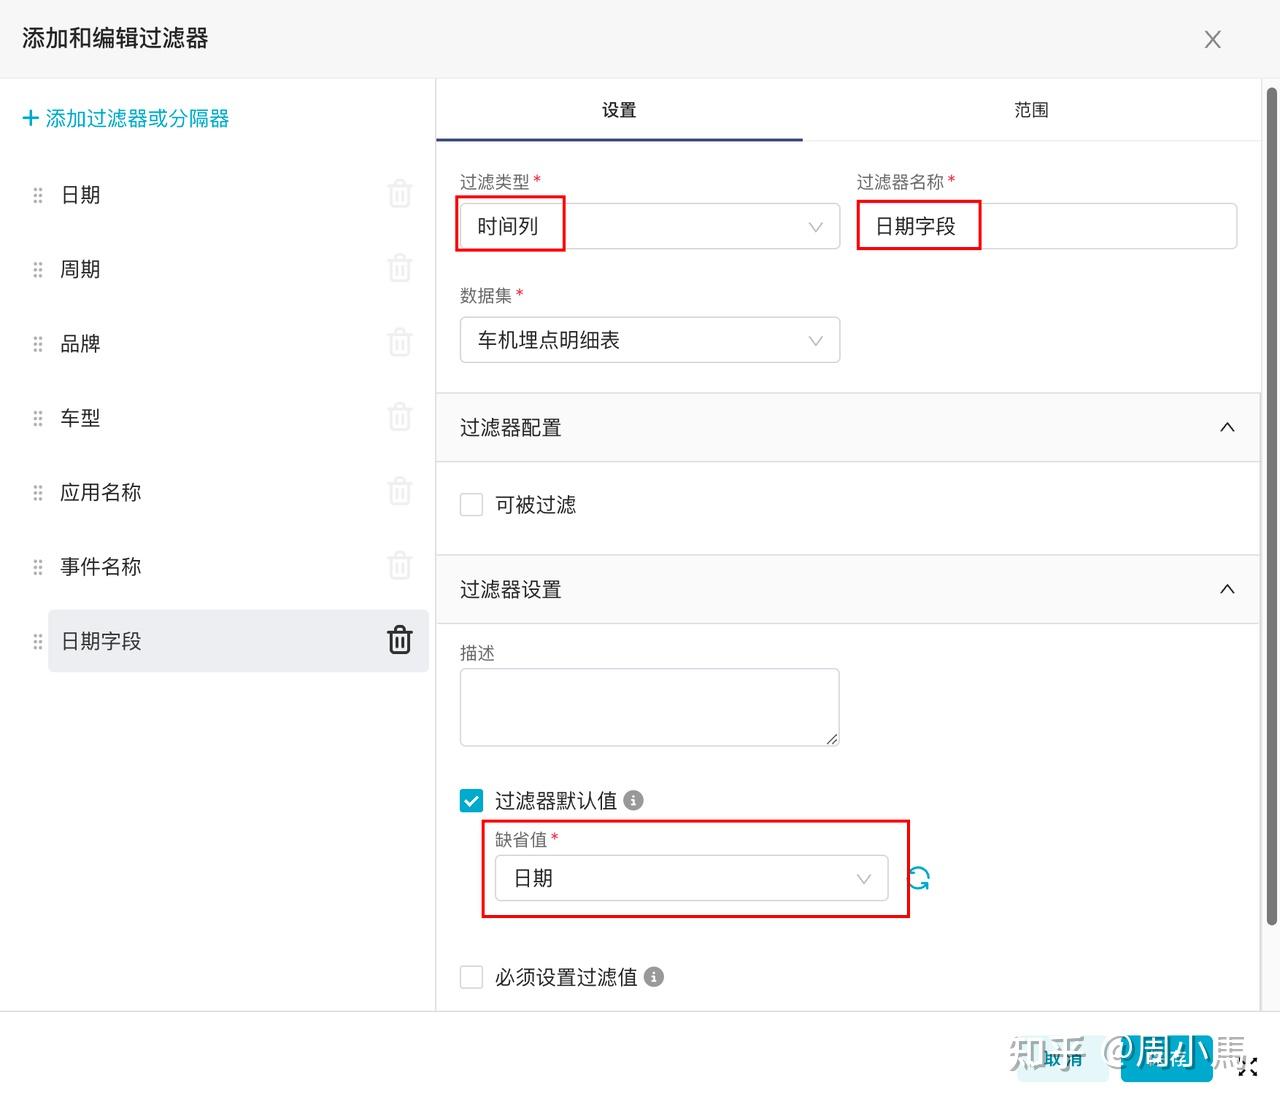 添加和编辑过滤器
添加过滤器或分隔器
日期
周期
品牌
车型
应用名称
事件名称
日期字段
设置
范围
过滤类型*
过滤器名称*
时间列
日期字段
数据集*
车机埋点明细表
过滤器配置
可被过滤
过滤器设置
描述
过滤器默认值
缺省值*
日期
必须设置过滤值
取消
保存
知乎 @周小馬